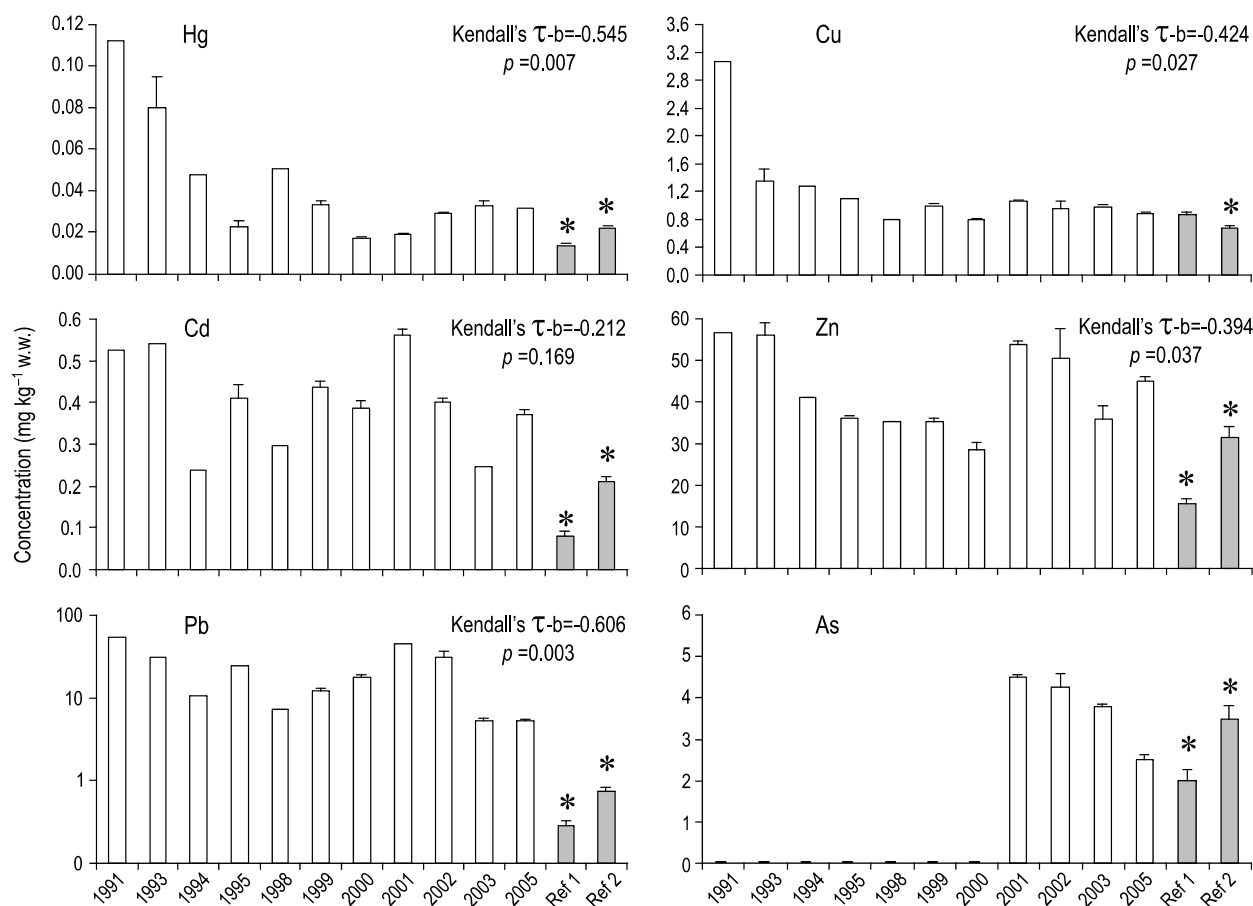 Concentration (mg kg⁻¹ w.w.)
Hg
Kendall's τ-b=-0.545
p =0.007
0.12
0.10
0.08
0.06
0.04
0.02
0.00
*
*
Cu
Kendall's τ-b=-0.424
p =0.027
3.6
3.2
2.8
2.4
2.0
1.6
1.2
0.8
0.4
0.0
*
Cd
Kendall's τ-b=-0.212
p =0.169
0.6
0.5
0.4
0.3
0.2
0.1
0.0
*
*
Zn
Kendall's τ-b=-0.394
p =0.037
60
50
40
30
20
10
0
*
*
Pb
Kendall's τ-b=-0.606
p =0.003
100
10
1
0
*
*
1991 1993 1994 1995 1998 1999 2000 2001 2002 2003 2005 Ref 1 Ref 2
As
6
5
4
3
2
1
0
*
*
1991 1993 1994 1995 1998 1999 2000 2001 2002 2003 2005 Ref 1 Ref 2